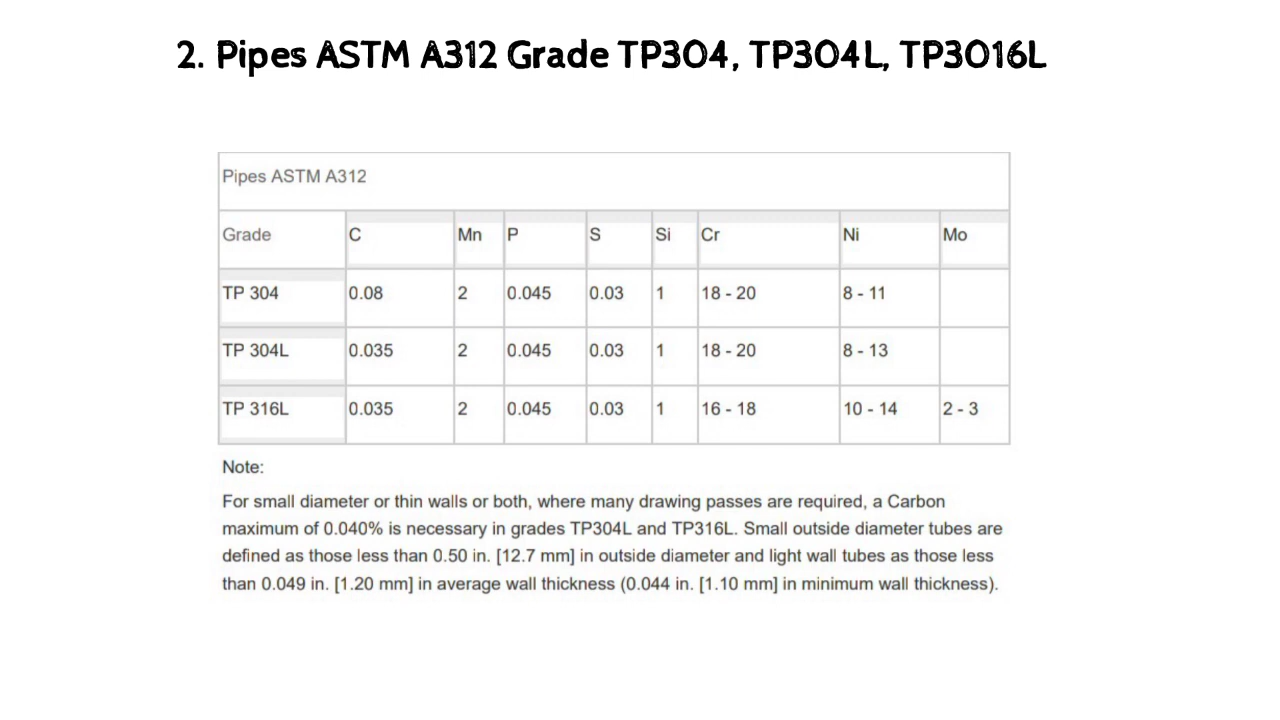 2. Pipes ASTM A312 Grade TP304, TP304L, TP3016L
Pipes ASTM A312
Grade C Mn P S Si Cr Ni Mo
TP 304 0.08 2 0.045 0.03 1 18 - 20 8 - 11
TP 304L 0.035 2 0.045 0.03 1 18 - 20 8 - 13
TP 316L 0.035 2 0.045 0.03 1 16 - 18 10 - 14 2 - 3
Note:
For small diameter or thin walls or both, where many drawing passes are required, a Carbon
maximum of 0.040% is necessary in grades TP304L and TP316L. Small outside diameter tubes are
defined as those less than 0.50 in. [12.7 mm] in outside diameter and light wall tubes as those less
than 0.049 in. [1.20 mm] in average wall thickness (0.044 in. [1.10 mm] in minimum wall thickness).